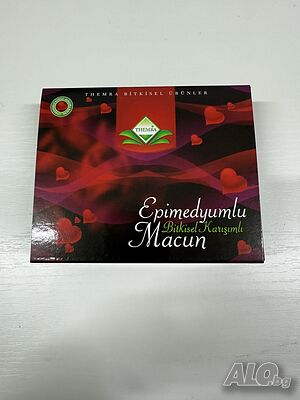 THEMRA BİTKİSEL ÜRÜNLER
THEMRA
Epimedyumlu
Bitkisel Karışımlı
Macun
ALO.bg